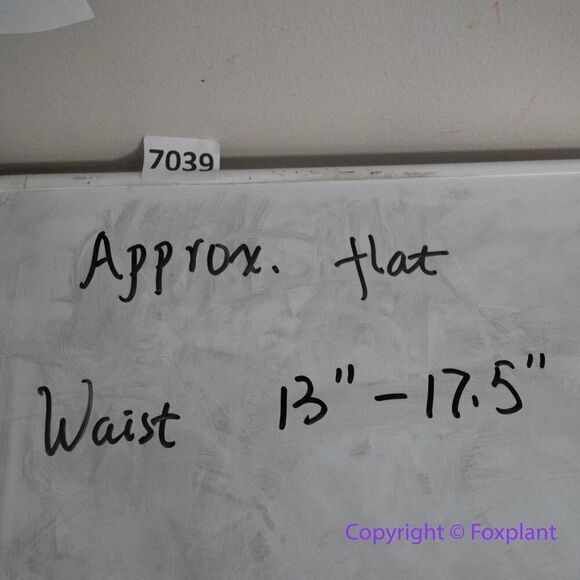 7039
Approx. flat
Waist 13" - 17.5"
Copyright © Foxplant